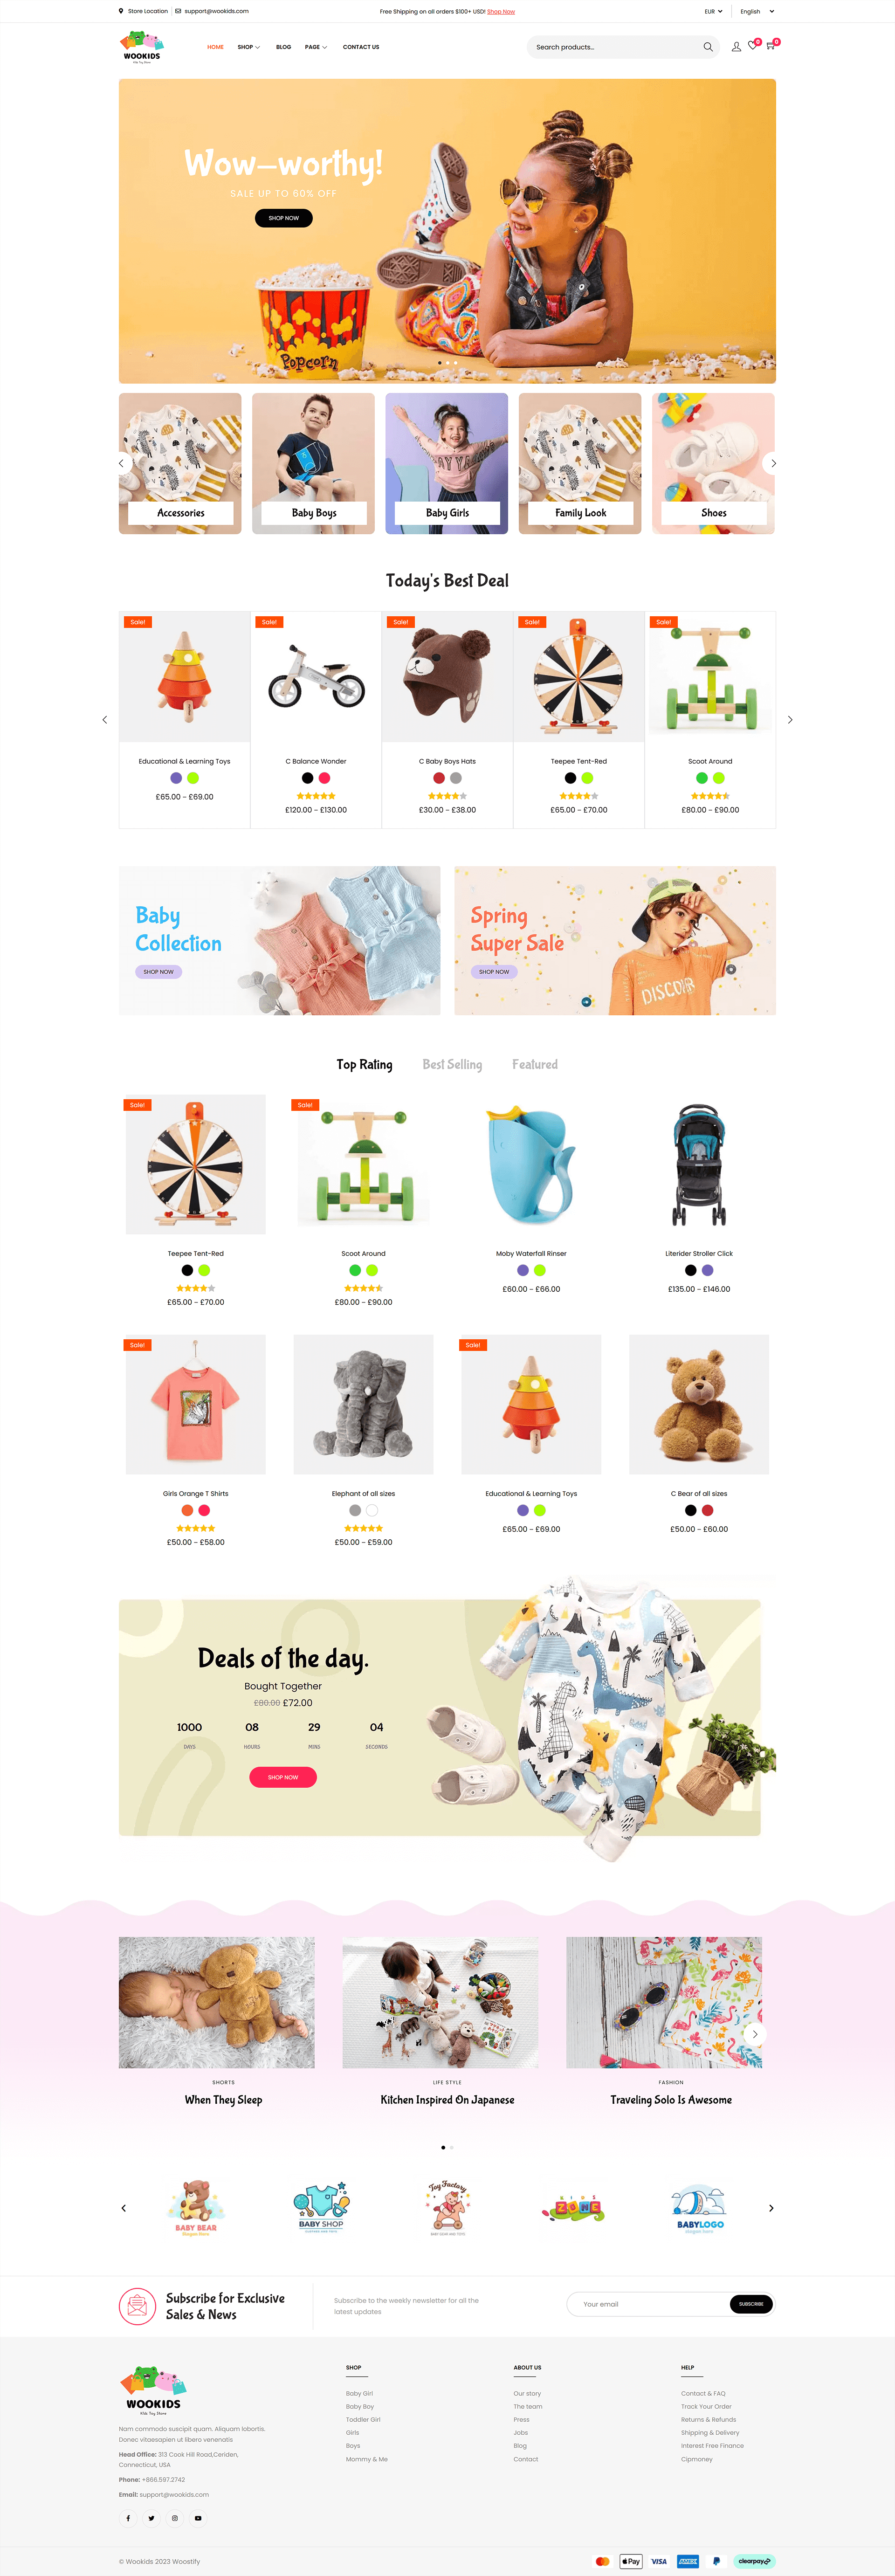 Store Location support@wookids.com
Free Shipping on all orders $100+ USD! Shop Now
EUR English
WOOKIDS
Kids Toy Store
HOME SHOP BLOG PAGE CONTACT US
Search products...
0 0
Wow-worthy!
SALE UP TO 60% OFF
SHOP NOW
Popcorn
Accessories
Baby Boys
Baby Girls
Family Look
Shoes
Today's Best Deal
Sale! Sale! Sale! Sale! Sale!
Educational & Learning Toys
£65.00 – £69.00
C Balance Wonder
£120.00 – £130.00
C Baby Boys Hats
£30.00 – £38.00
Teepee Tent-Red
£65.00 – £70.00
Scoot Around
£80.00 – £90.00
Baby
Collection
SHOP NOW
Spring
Super Sale
SHOP NOW
Top Rating Best Selling Featured
Sale! Sale!
Teepee Tent-Red
£65.00 – £70.00
Scoot Around
£80.00 – £90.00
Moby Waterfall Rinser
£60.00 – £66.00
Literider Stroller Click
£135.00 – £146.00
Sale! Sale!
Girls Orange T Shirts
£50.00 – £58.00
Elephant of all sizes
£50.00 – £59.00
Educational & Learning Toys
£65.00 – £69.00
C Bear of all sizes
£50.00 – £60.00
Deals of the day.
Bought Together
£80.00 £72.00
1000 08 29 04
DAYS HOURS MINS SECONDS
SHOP NOW
SHORTS
When They Sleep
LIFE STYLE
Kitchen Inspired On Japanese
FASHION
Traveling Solo Is Awesome
BABY BEAR
BABY SHOP
Toy Factory
KIDS
ZONE
BABYLOGO
Subscribe for Exclusive
Sales & News
Subscribe to the weekly newsletter for all the
latest updates
Your email
SUBSCRIBE
WOOKIDS
Kids Toy Store
Nam commodo suscipit quam. Aliquam lobortis.
Donec vitaesapien ut libero venenatis
Head Office: 313 Cook Hill Road,Ceriden,
Connecticut, USA
Phone: +866.597.2742
Email: support@wookids.com
SHOP
Baby Girl
Baby Boy
Toddler Girl
Girls
Boys
Mommy & Me
ABOUT US
Our story
The team
Press
Jobs
Blog
Contact
HELP
Contact & FAQ
Track Your Order
Returns & Refunds
Shipping & Delivery
Interest Free Finance
Cipmoney
© Wookids 2023 Woostify
Pay VISA AMEX clearpay